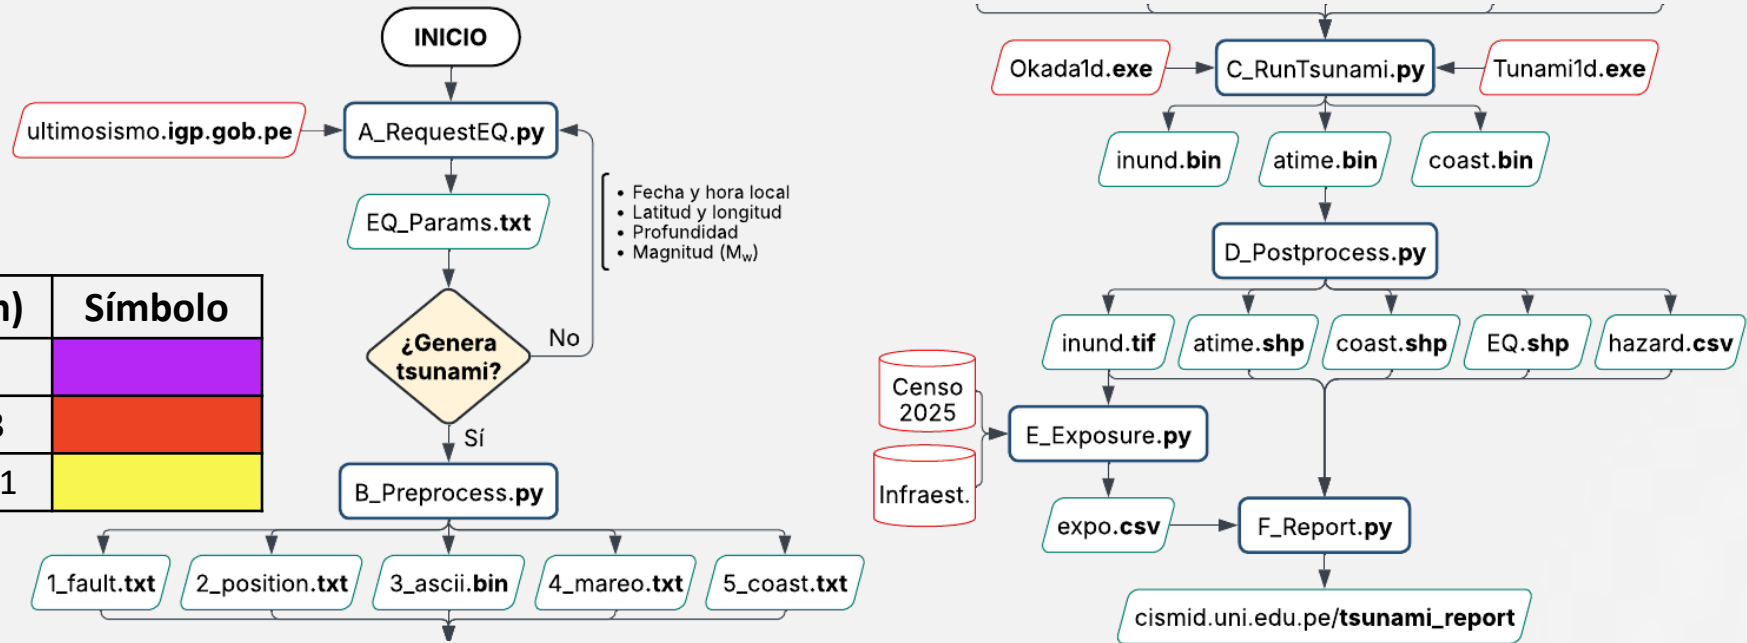 INICIO
ultimosismo.igp.gob.pe
A_RequestEQ.py
EQ_Params.txt
• Fecha y hora local
• Latitud y longitud
• Profundidad
• Magnitud (Mw)
¿Genera
tsunami?
No
Sí
B_Preprocess.py
1_fault.txt
2_position.txt
3_ascii.bin
4_mareo.txt
5_coast.txt
Símbolo
Okada1d.exe
C_RunTsunami.py
Tunami1d.exe
inund.bin
atime.bin
coast.bin
D_Postprocess.py
inund.tif
atime.shp
coast.shp
EQ.shp
hazard.csv
Censo
2025
Infraest.
E_Exposure.py
expo.csv
F_Report.py
cismid.uni.edu.pe/tsunami_report